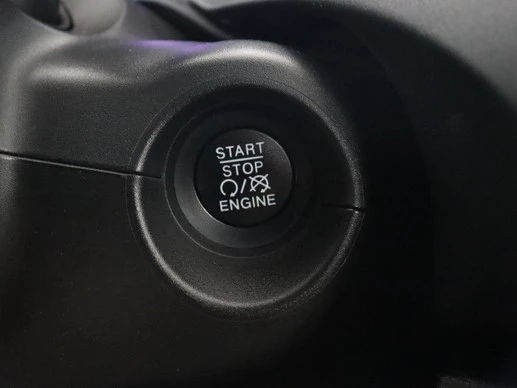 START
STOP
/
ENGINE